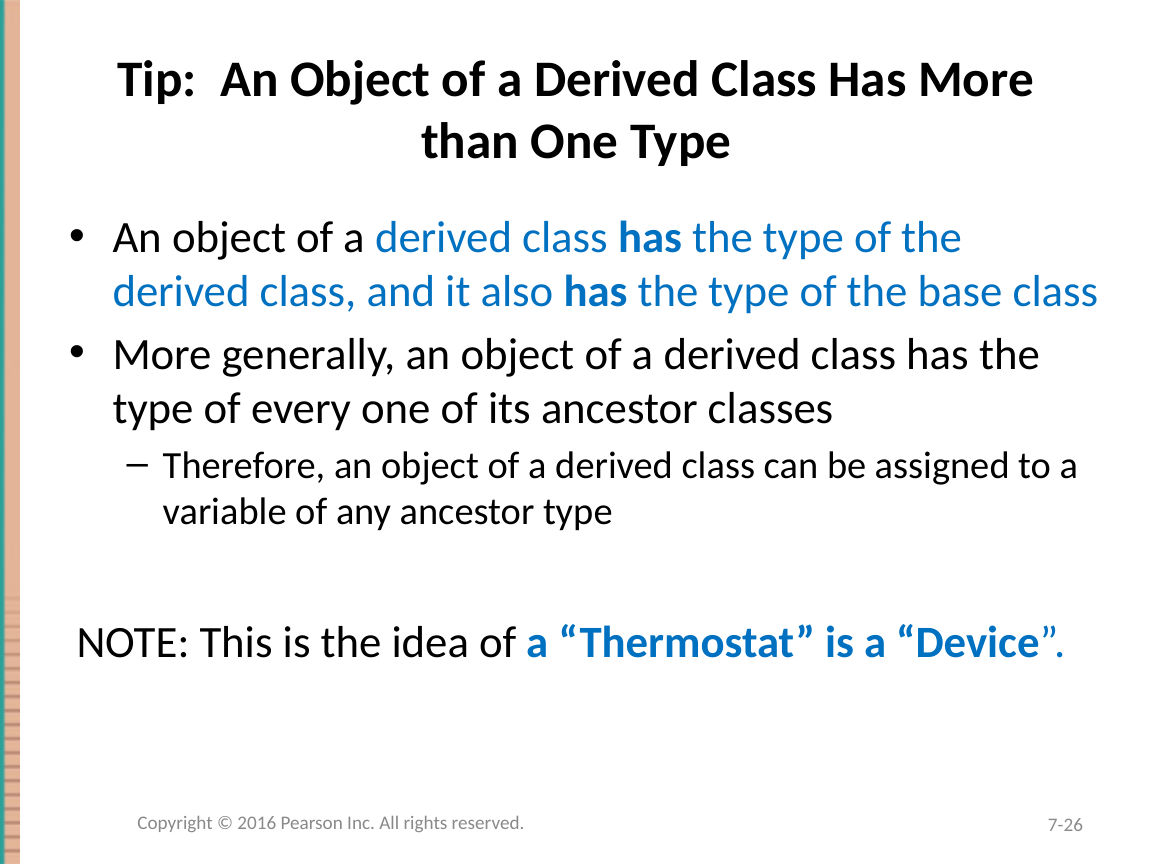 Tip:  An Object of a Derived Class Has More
than One Type
• An object of a derived class has the type of the
derived class, and it also has the type of the base class
• More generally, an object of a derived class has the
type of every one of its ancestor classes
– Therefore, an object of a derived class can be assigned to a
variable of any ancestor type
NOTE: This is the idea of a “Thermostat” is a “Device”.
Copyright © 2016 Pearson Inc. All rights reserved.
7-26